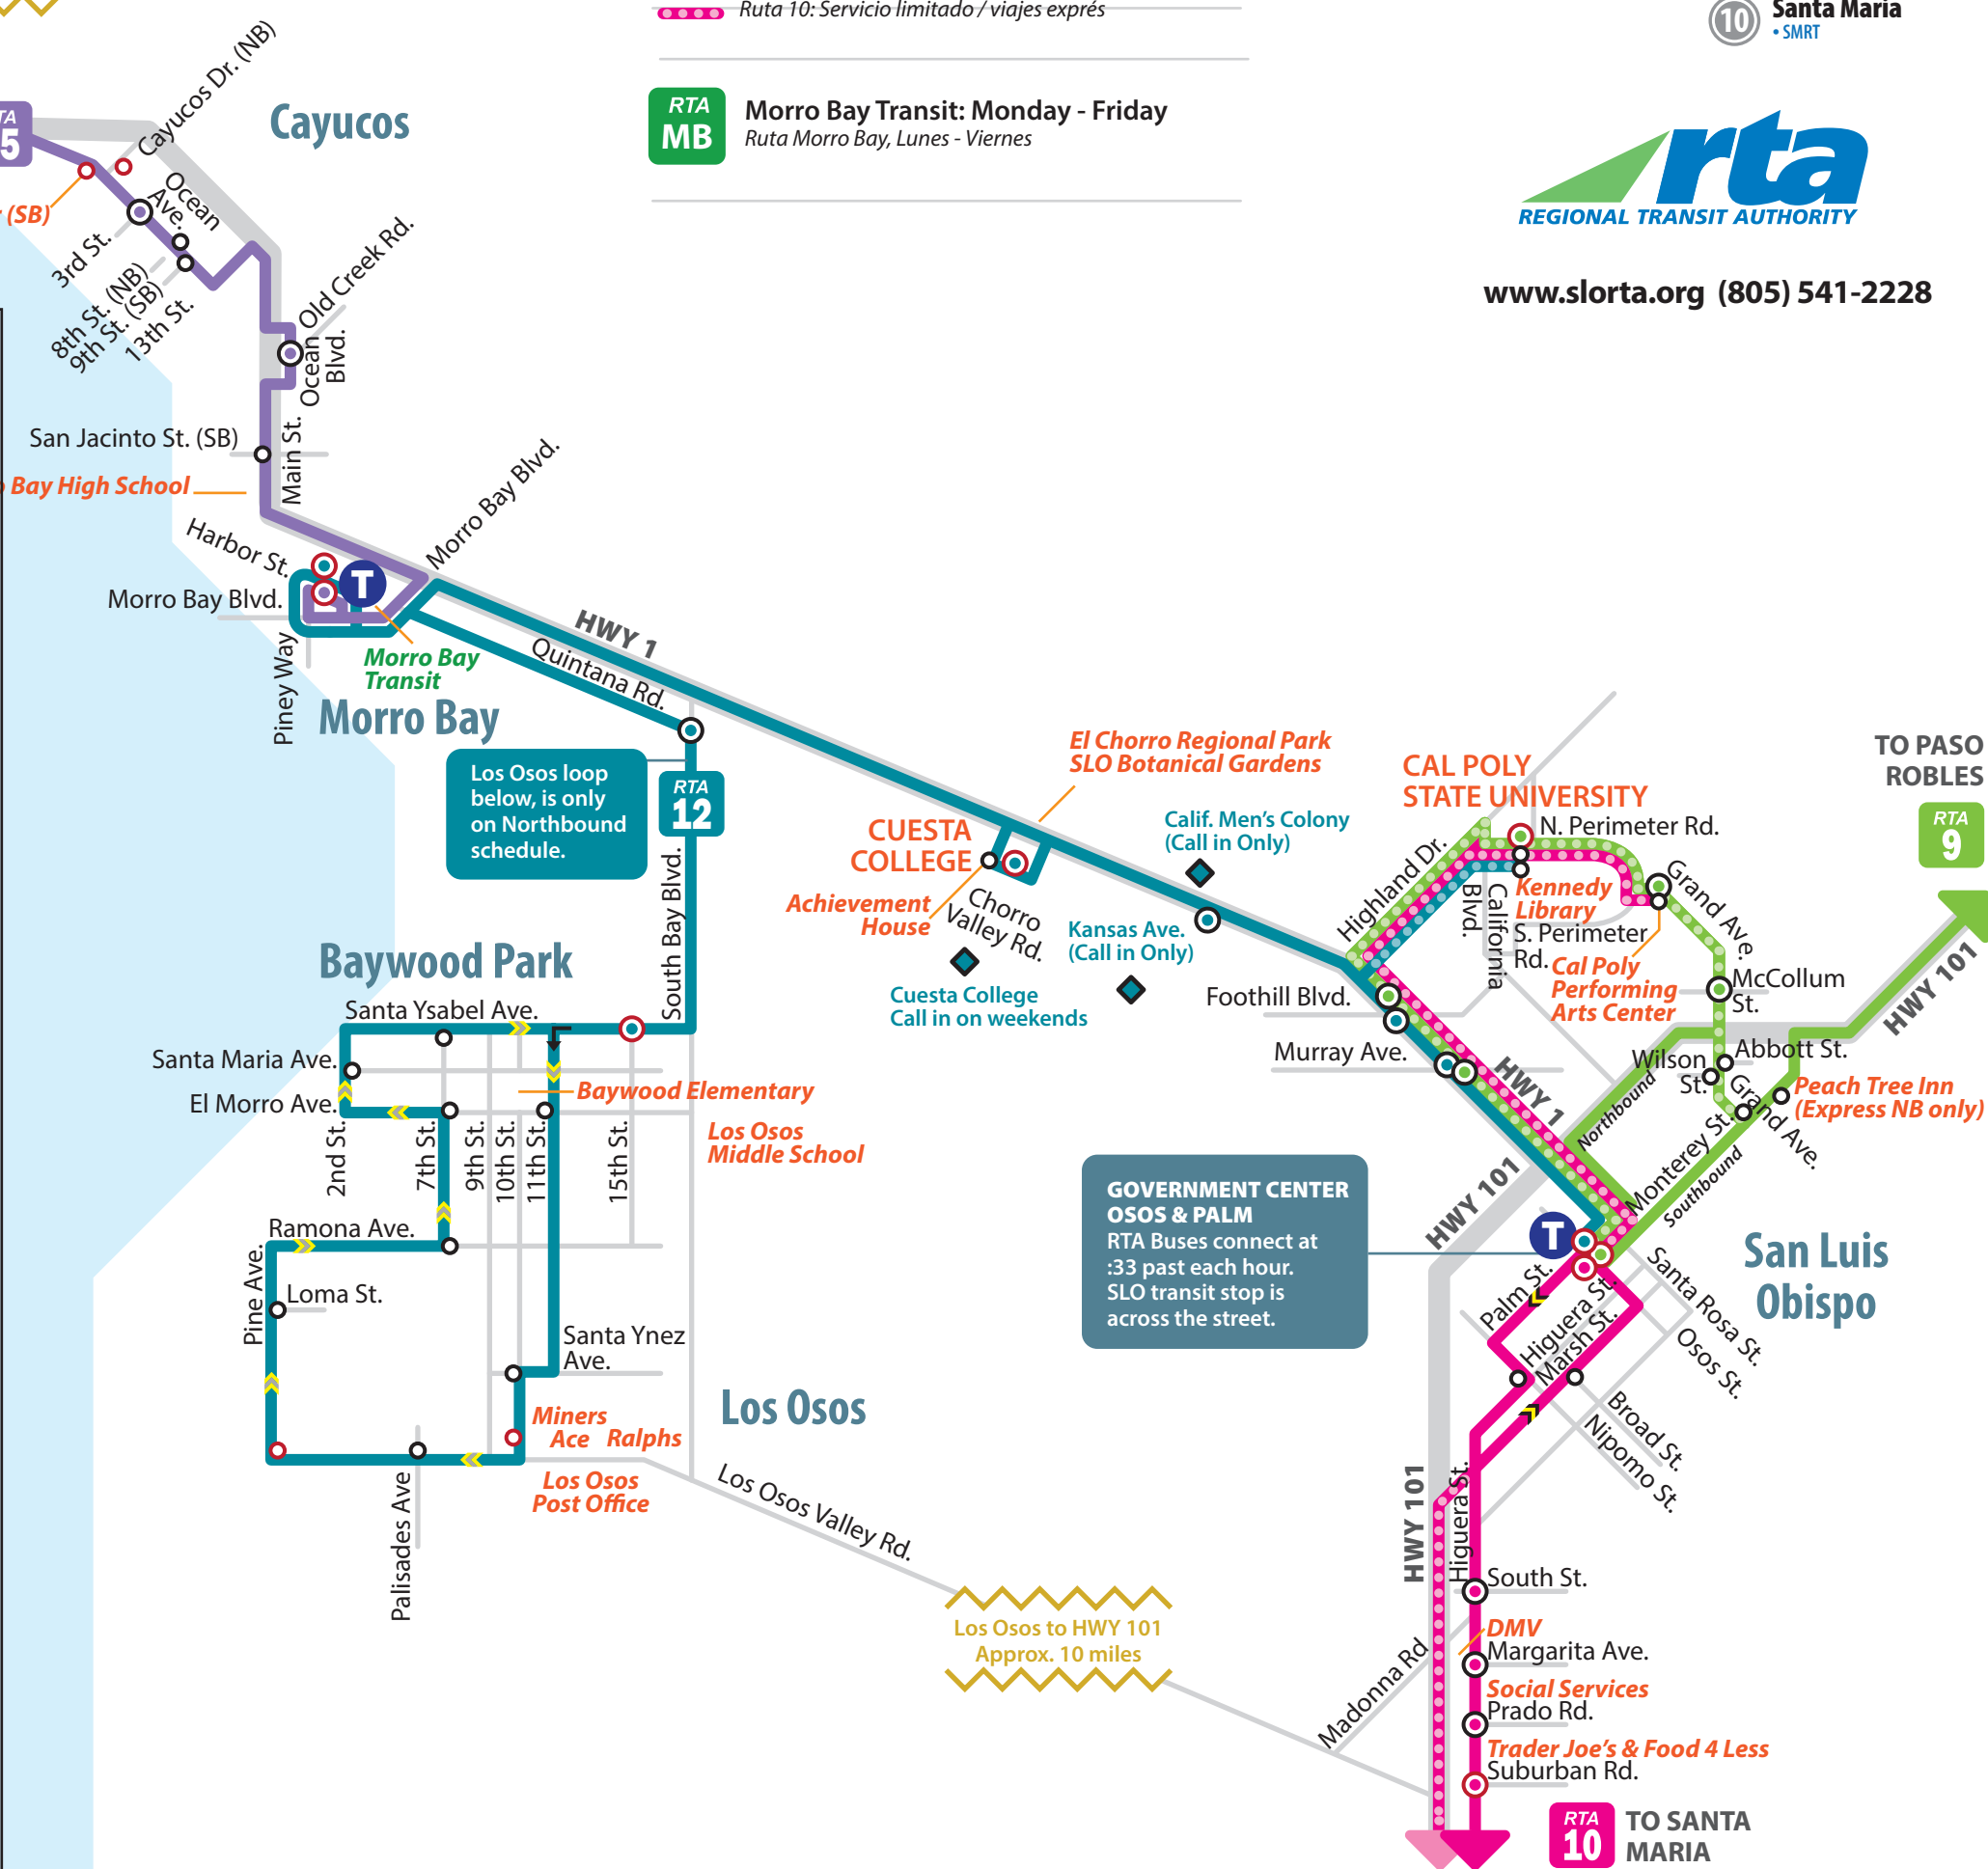 Ruta 10: Servicio limitado / viajes exprés
10
Santa Maria
• SMRT
RTA
MB
Morro Bay Transit: Monday - Friday
Ruta Morro Bay, Lunes - Viernes
rta
REGIONAL TRANSIT AUTHORITY
www.slorta.org (805) 541-2228
Cayucos
TA
5
Cayucos Dr. (NB)
(SB)
Ocean
Ave.
3rd St.
8th St. (NB)
9th St. (SB)
13th St.
Old Creek Rd.
Ocean
Blvd.
San Jacinto St. (SB)
Main St.
Bay High School
Morro Bay Blvd.
Harbor St.
T
Morro Bay Blvd.
Piney Way
Morro Bay
Transit
Morro Bay
HWY 1
Quintana Rd.
Los Osos loop
below, is only
on Northbound
schedule.
RTA
12
South Bay Blvd.
El Chorro Regional Park
SLO Botanical Gardens
CUESTA
COLLEGE
Achievement
House
Chorro
Valley Rd.
Calif. Men's Colony
(Call in Only)
Kansas Ave.
(Call in Only)
Cuesta College
Call in on weekends
CAL POLY
STATE UNIVERSITY
N. Perimeter Rd.
Highland Dr.
California
Blvd.
Kennedy
Library
S. Perimeter
Rd.
Cal Poly
Performing
Arts Center
Grand Ave.
McCollum
St.
TO PASO
ROBLES
RTA
9
HWY 101
Foothill Blvd.
Murray Ave.
HWY 1
Wilson
St.
Abbott St.
Grand Ave.
Peach Tree Inn
(Express NB only)
Northbound
Monterey St.
Southbound
HWY 101
Baywood Park
Santa Ysabel Ave.
Santa Maria Ave.
El Morro Ave.
Baywood Elementary
Los Osos
Middle School
2nd St.
7th St.
9th St.
10th St.
11th St.
15th St.
Ramona Ave.
Pine Ave.
Loma St.
Santa Ynez
Ave.
Miners
Ace
Ralphs
Los Osos
Post Office
Palisades Ave
Los Osos
Los Osos Valley Rd.
Los Osos to HWY 101
Approx. 10 miles
GOVERNMENT CENTER
OSOS & PALM
RTA Buses connect at
:33 past each hour.
SLO transit stop is
across the street.
T
San Luis
Obispo
Palm St.
Higuera St.
Marsh St.
Santa Rosa St.
Osos St.
Broad St.
Nipomo St.
HWY 101
Higuera St.
South St.
DMV
Margarita Ave.
Social Services
Prado Rd.
Trader Joe's & Food 4 Less
Suburban Rd.
Madonna Rd
RTA
10
TO SANTA
MARIA